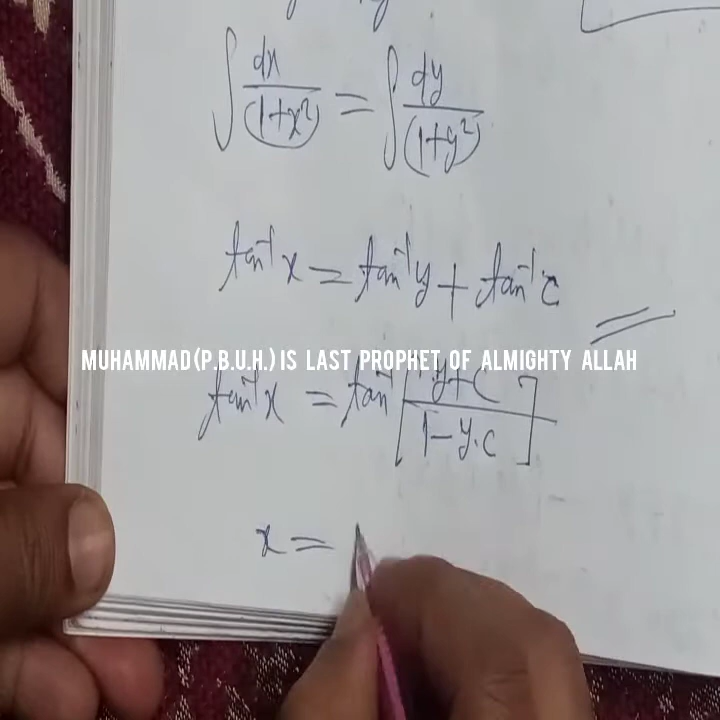 ∫ dx/(1+x²) = ∫ dy/(1+y²)
tan⁻¹x = tan⁻¹y + tan⁻¹c
MUHAMMAD(P.B.U.H.) IS LAST PROPHET OF ALMIGHTY ALLAH
tan⁻¹x = tan⁻¹[y+c/1-y.c]
x =